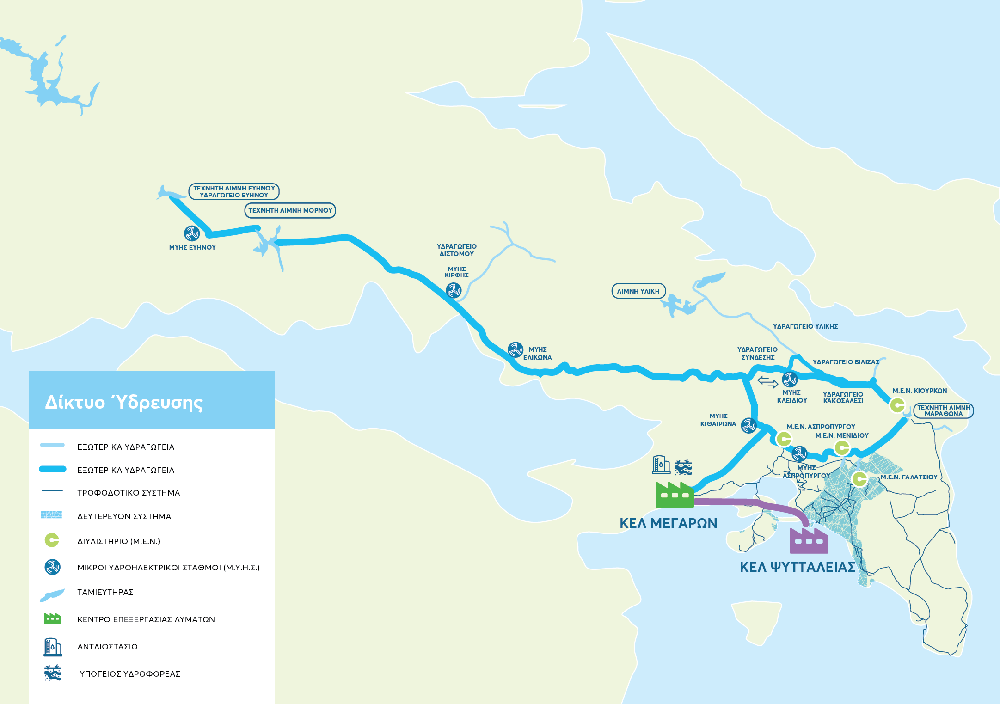 ΤΕΧΝΗΤΗ ΛΙΜΝΗ ΕΥΗΝΟΥ
ΥΔΡΑΓΩΓΕΙΟ ΕΥΗΝΟΥ
ΤΕΧΝΗΤΗ ΛΙΜΝΗ ΜΟΡΝΟΥ
ΜΥΗΣ ΕΥΗΝΟΥ
ΥΔΡΑΓΩΓΕΙΟ
ΔΙΣΤΟΜΟΥ
ΜΥΗΣ
ΚΙΡΦΗΣ
ΛΙΜΝΗ ΥΛΙΚΗ
ΥΔΡΑΓΩΓΕΙΟ ΥΛΙΚΗΣ
ΜΥΗΣ
ΕΛΙΚΩΝΑ
ΥΔΡΑΓΩΓΕΙΟ
ΣΥΝΔΕΣΗΣ
ΥΔΡΑΓΩΓΕΙΟ ΒΙΛΙΖΑΣ
ΜΥΗΣ
ΚΛΕΙΔΙΟΥ
ΥΔΡΑΓΩΓΕΙΟ
ΚΑΚΟΣΑΛΕΣΙ
Μ.Ε.Ν. ΚΙΟΥΡΚΩΝ
ΤΕΧΝΗΤΗ ΛΙΜΝΗ
ΜΑΡΑΘΩΝΑ
ΜΥΗΣ
ΚΙΘΑΙΡΩΝΑ
Μ.Ε.Ν. ΑΣΠΡΟΠΥΡΓΟΥ
Μ.Ε.Ν. ΜΕΝΙΔΙΟΥ
ΜΥΗΣ
ΑΣΠΡΟΠΥΡΓΟΥ
Μ.Ε.Ν. ΓΑΛΑΤΣΙΟΥ
ΚΕΛ ΜΕΓΑΡΩΝ
ΚΕΛ ΨΥΤΤΑΛΕΙΑΣ
Δίκτυο Ύδρευσης
ΕΞΩΤΕΡΙΚΑ ΥΔΡΑΓΩΓΕΙΑ
ΕΞΩΤΕΡΙΚΑ ΥΔΡΑΓΩΓΕΙΑ
ΤΡΟΦΟΔΟΤΙΚΟ ΣΥΣΤΗΜΑ
ΔΕΥΤΕΡΕΥΟΝ ΣΥΣΤΗΜΑ
ΔΙΥΛΙΣΤΗΡΙΟ (Μ.Ε.Ν.)
ΜΙΚΡΟΙ ΥΔΡΟΗΛΕΚΤΡΙΚΟΙ ΣΤΑΘΜΟΙ (Μ.Υ.Η.Σ.)
ΤΑΜΙΕΥΤΗΡΑΣ
ΚΕΝΤΡΟ ΕΠΕΞΕΡΓΑΣΙΑΣ ΛΥΜΑΤΩΝ
ΑΝΤΛΙΟΣΤΑΣΙΟ
ΥΠΟΓΕΙΟΣ ΥΔΡΟΦΟΡΕΑΣ